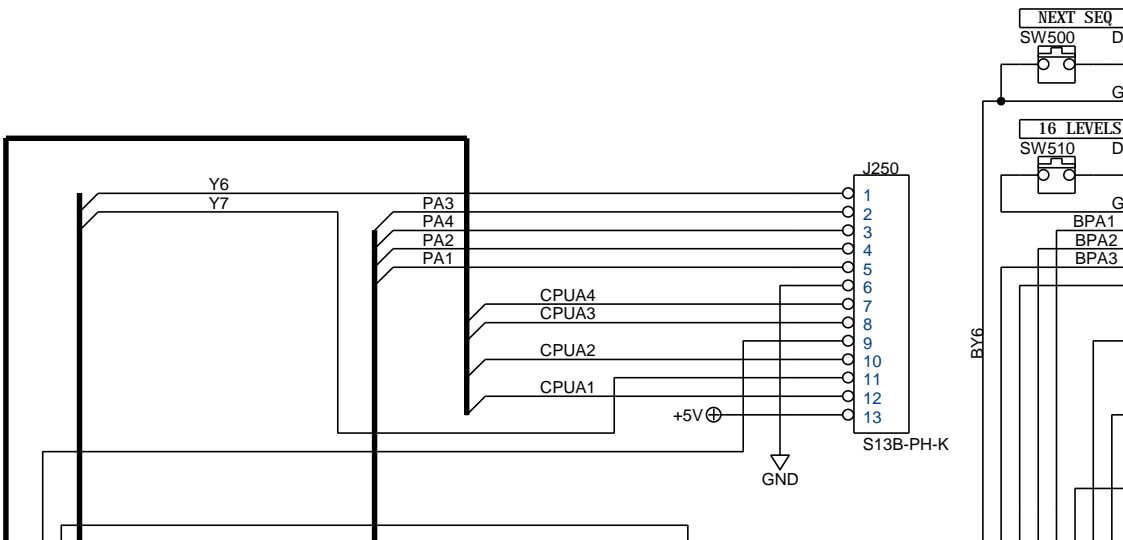 NEXT SEQ
SW500
D
G
16 LEVELS
SW510
D
G
BPA1
BPA2
BPA3
BY6
J250
Y6
1
Y7
PA3
2
PA4
3
PA2
4
PA1
5
6
CPUA4
7
CPUA3
8
9
CPUA2
10
11
CPUA1
12
+5V
13
S13B-PH-K
GND